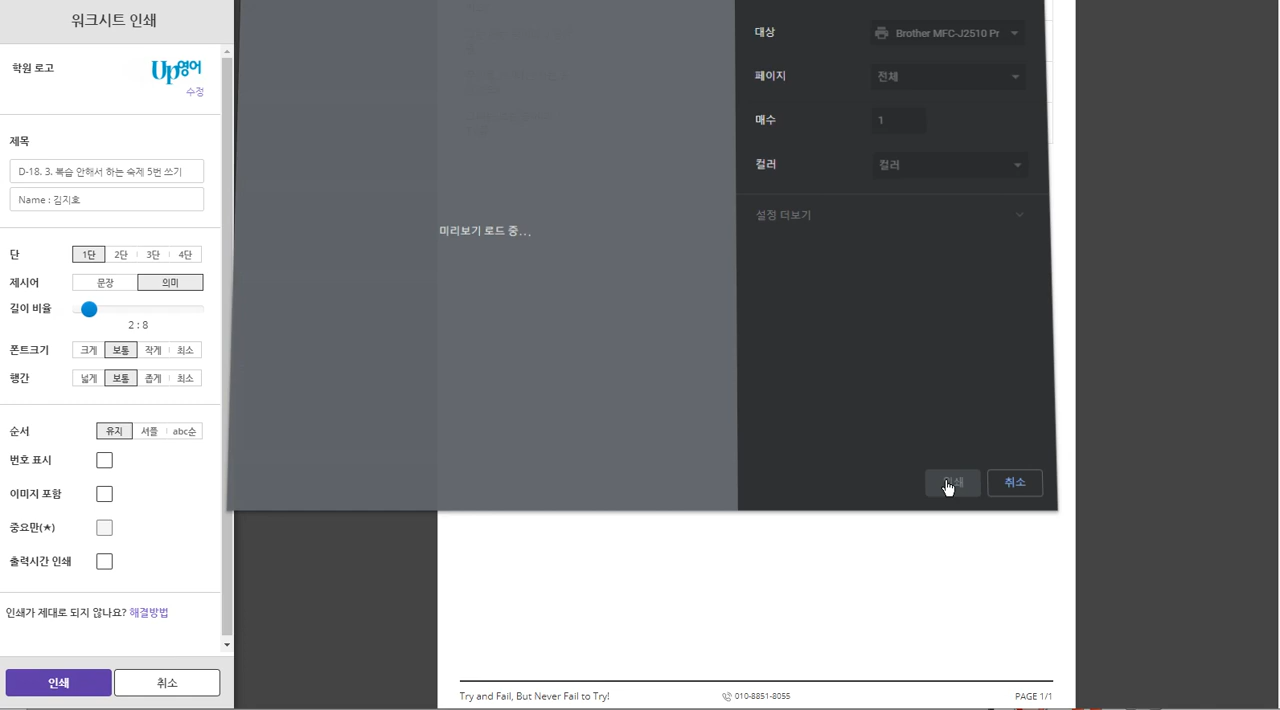 워크시트 인쇄
학원 로고
Up영어
수정
제목
D-18. 3. 복습 안해서 하는 숙제 5번 쓰기
Name : 김지호
단
1단 2단 3단 4단
제시어
문장 의미
길이 비율
2 : 8
폰트크기
크게 보통 작게 최소
행간
넓게 보통 좁게 최소
순서
유지 셔플 abc순
번호 표시
이미지 포함
중요만(★)
출력시간 인쇄
인쇄가 제대로 되지 않나요? 해결방법
인쇄 취소
미리보기 로드 중...
대상
Brother MFC-J2510 Pr
페이지
전체
매수
1
컬러
컬러
설정 더보기
취소
Try and Fail, But Never Fail to Try!
010-8851-8055
PAGE 1/1